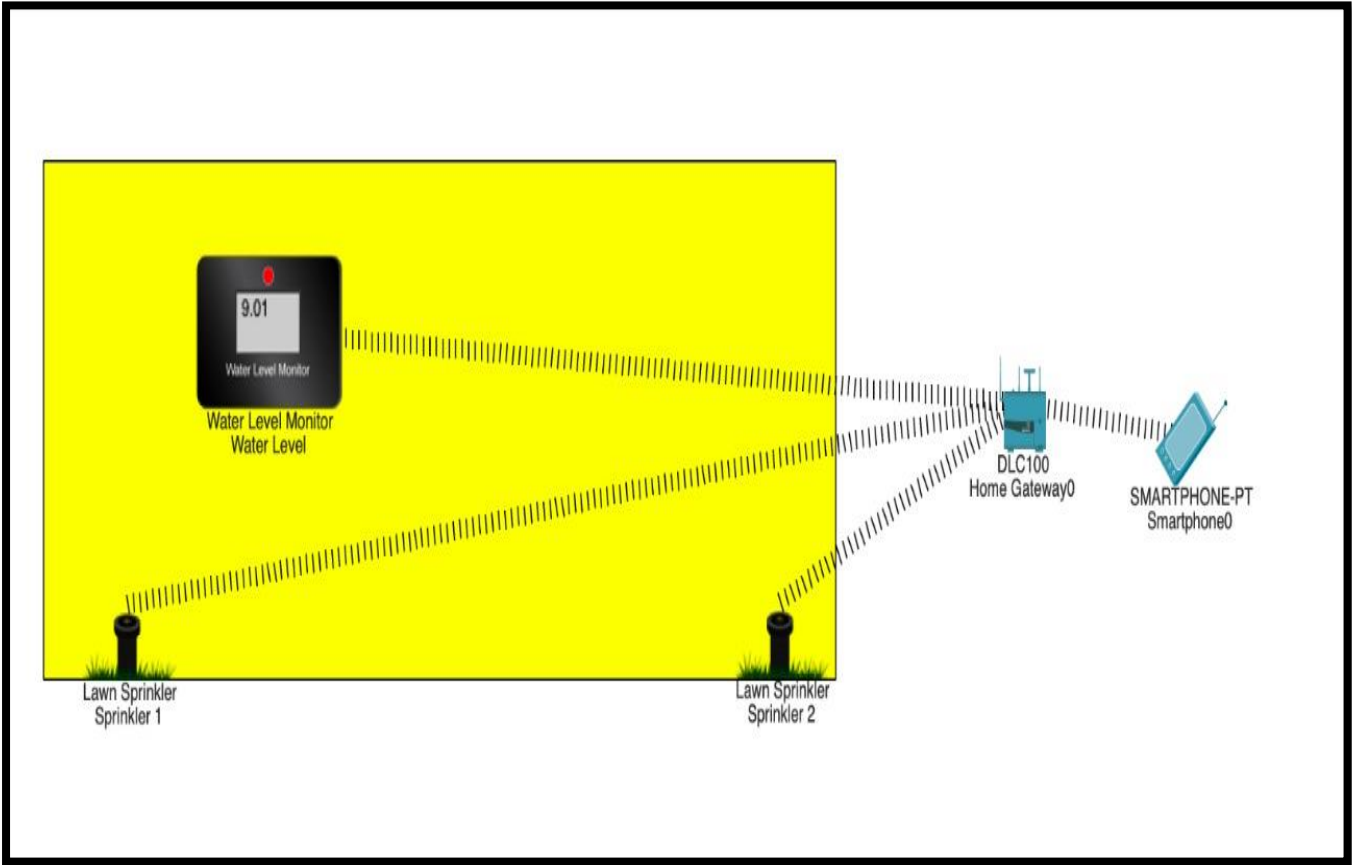 9.01
Water Level Monitor
Water Level Monitor
Water Level
DLC100
Home Gateway0
SMARTPHONE-PT
Smartphone0
Lawn Sprinkler
Sprinkler 1
Lawn Sprinkler
Sprinkler 2